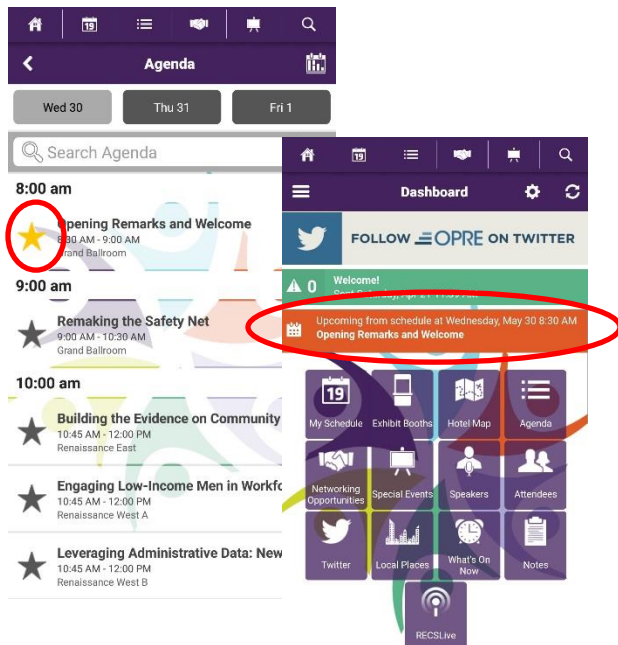 19
Agenda
Wed 30
Thu 31
Fri 1
Search Agenda
8:00 am
Opening Remarks and Welcome
8:30 AM - 9:00 AM
Grand Ballroom
9:00 am
Remaking the Safety Net
9:00 AM - 10:30 AM
Grand Ballroom
10:00 am
Building the Evidence on Community
10:45 AM - 12:00 PM
Renaissance East
Engaging Low-Income Men in Workfo
10:45 AM - 12:00 PM
Renaissance West A
Leveraging Administrative Data: New
10:45 AM - 12:00 PM
Renaissance West B
19
Dashboard
FOLLOW OPRE ON TWITTER
0
Welcome!
Upcoming from schedule at Wednesday, May 30 8:30 AM
Opening Remarks and Welcome
19
My Schedule
Exhibit Booths
Hotel Map
Agenda
Networking
Opportunities
Special Events
Speakers
Attendees
Twitter
Local Places
What's On
Now
Notes
RECSLive